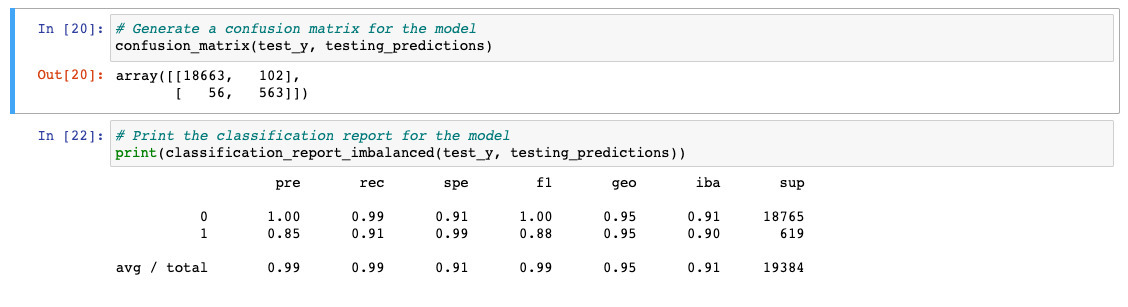 In [20]: # Generate a confusion matrix for the model
confusion_matrix(test_y, testing_predictions)
Out[20]: array([[18663,   102],
       [   56,   563]])
In [22]: # Print the classification report for the model
print(classification_report_imbalanced(test_y, testing_predictions))
pre rec spe f1 geo iba sup
0 1.00 0.99 0.91 1.00 0.95 0.91 18765
1 0.85 0.91 0.99 0.88 0.95 0.90 619
avg / total 0.99 0.99 0.91 0.99 0.95 0.91 19384